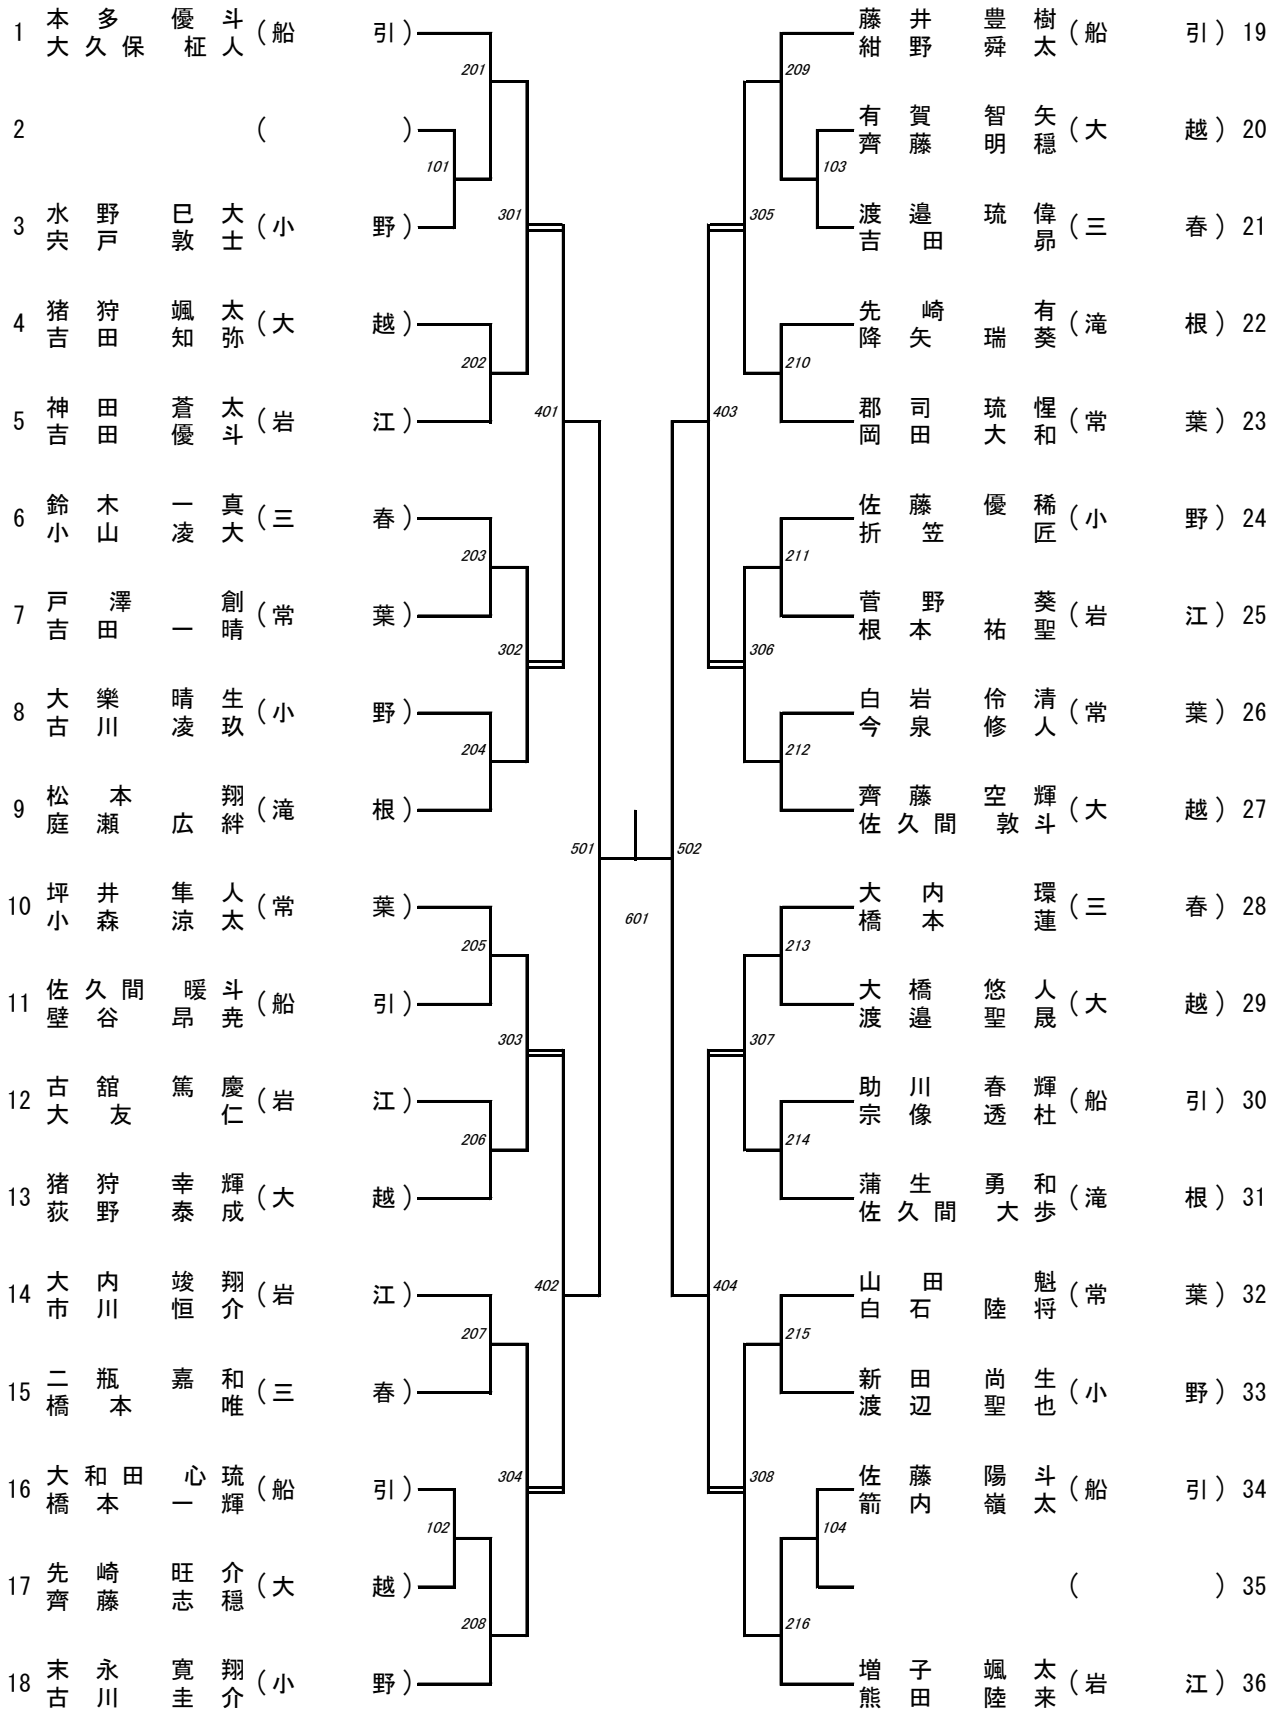 1 本多 優斗 (船引)
大久保 柾人
2 ( )
3 水野 巳大 (小野)
宍戸 敦士
4 猪狩 颯太 (大越)
吉田 知弥
5 神田 蒼太 (岩江)
吉田 優斗
6 鈴木 一真 (三春)
小山 凌大
7 戸澤 創 (常葉)
吉田 一晴
8 大樂 晴生 (小野)
古川 凌玖
9 松本 翔 (滝根)
庭瀬 広絆
10 坪井 隼人 (常葉)
小森 涼太
11 佐久間 暖斗 (船引)
壁谷 昂尭
12 古舘 篤慶 (岩江)
大友 仁
13 猪狩 幸輝 (大越)
荻野 泰成
14 大内 竣翔 (岩江)
市川 恒介
15 二瓶 嘉和 (三春)
橋本 唯
16 大和田 心琉 (船引)
橋本 一輝
17 先崎 旺介 (大越)
齊藤 志穏
18 末永 寛翔 (小野)
古川 圭介
201
101
301
202
401
203
302
204
501
205
303
206
402
207
304
102
208
601
藤井 豊樹 (船引) 19
紺野 舜太
有賀 智矢 (大越) 20
齊藤 明穏
渡邉 琉偉 (三春) 21
吉田 昴
先崎 有 (滝根) 22
降矢 瑞葵
郡司 琉惺 (常葉) 23
岡田 大和
佐藤 優稀 (小野) 24
折笠 匠
菅野 葵 (岩江) 25
根本 祐聖
白岩 伶清 (常葉) 26
今泉 修人
齊藤 空輝 (大越) 27
佐久間 敦斗
大内 環 (三春) 28
橋本 蓮
大橋 悠人 (大越) 29
渡邉 聖晟
助川 春輝 (船引) 30
宗像 透杜
蒲生 勇和 (滝根) 31
佐久間 大歩
山田 魁 (常葉) 32
白石 陸将
新田 尚生 (小野) 33
渡辺 聖也
佐藤 陽斗 (船引) 34
箭内 嶺太
( ) 35
増子 颯太 (岩江) 36
熊田 陸来
209
103
305
210
403
211
306
212
502
213
307
214
404
215
308
104
216